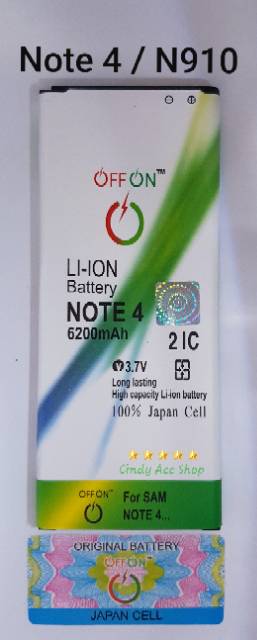 Note 4 / N910
OFF ON™
LI-ION
Battery
NOTE 4
6200mAh
2 IC
3.7V
Long lasting
High capacity Li-ion battery
100% Japan Cell
Cindy Acc Shop
OFF ON™
For SAM
NOTE 4...
ORIGINAL BATTERY
OFF ON
JAPAN CELL